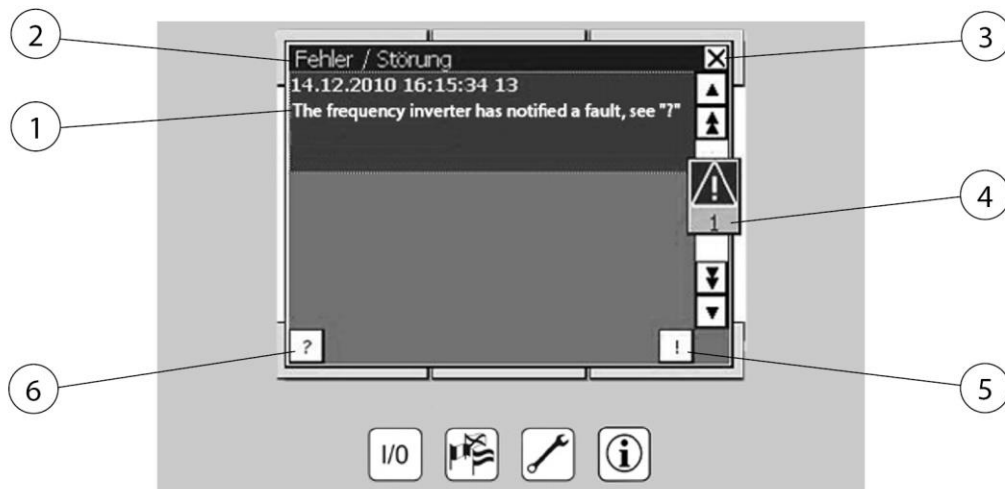 2
3
Fehler / Störung
14.12.2010 16:15:34 13
1
The frequency inverter has notified a fault, see "?"
4
1
?
!
6
5
I/0
i